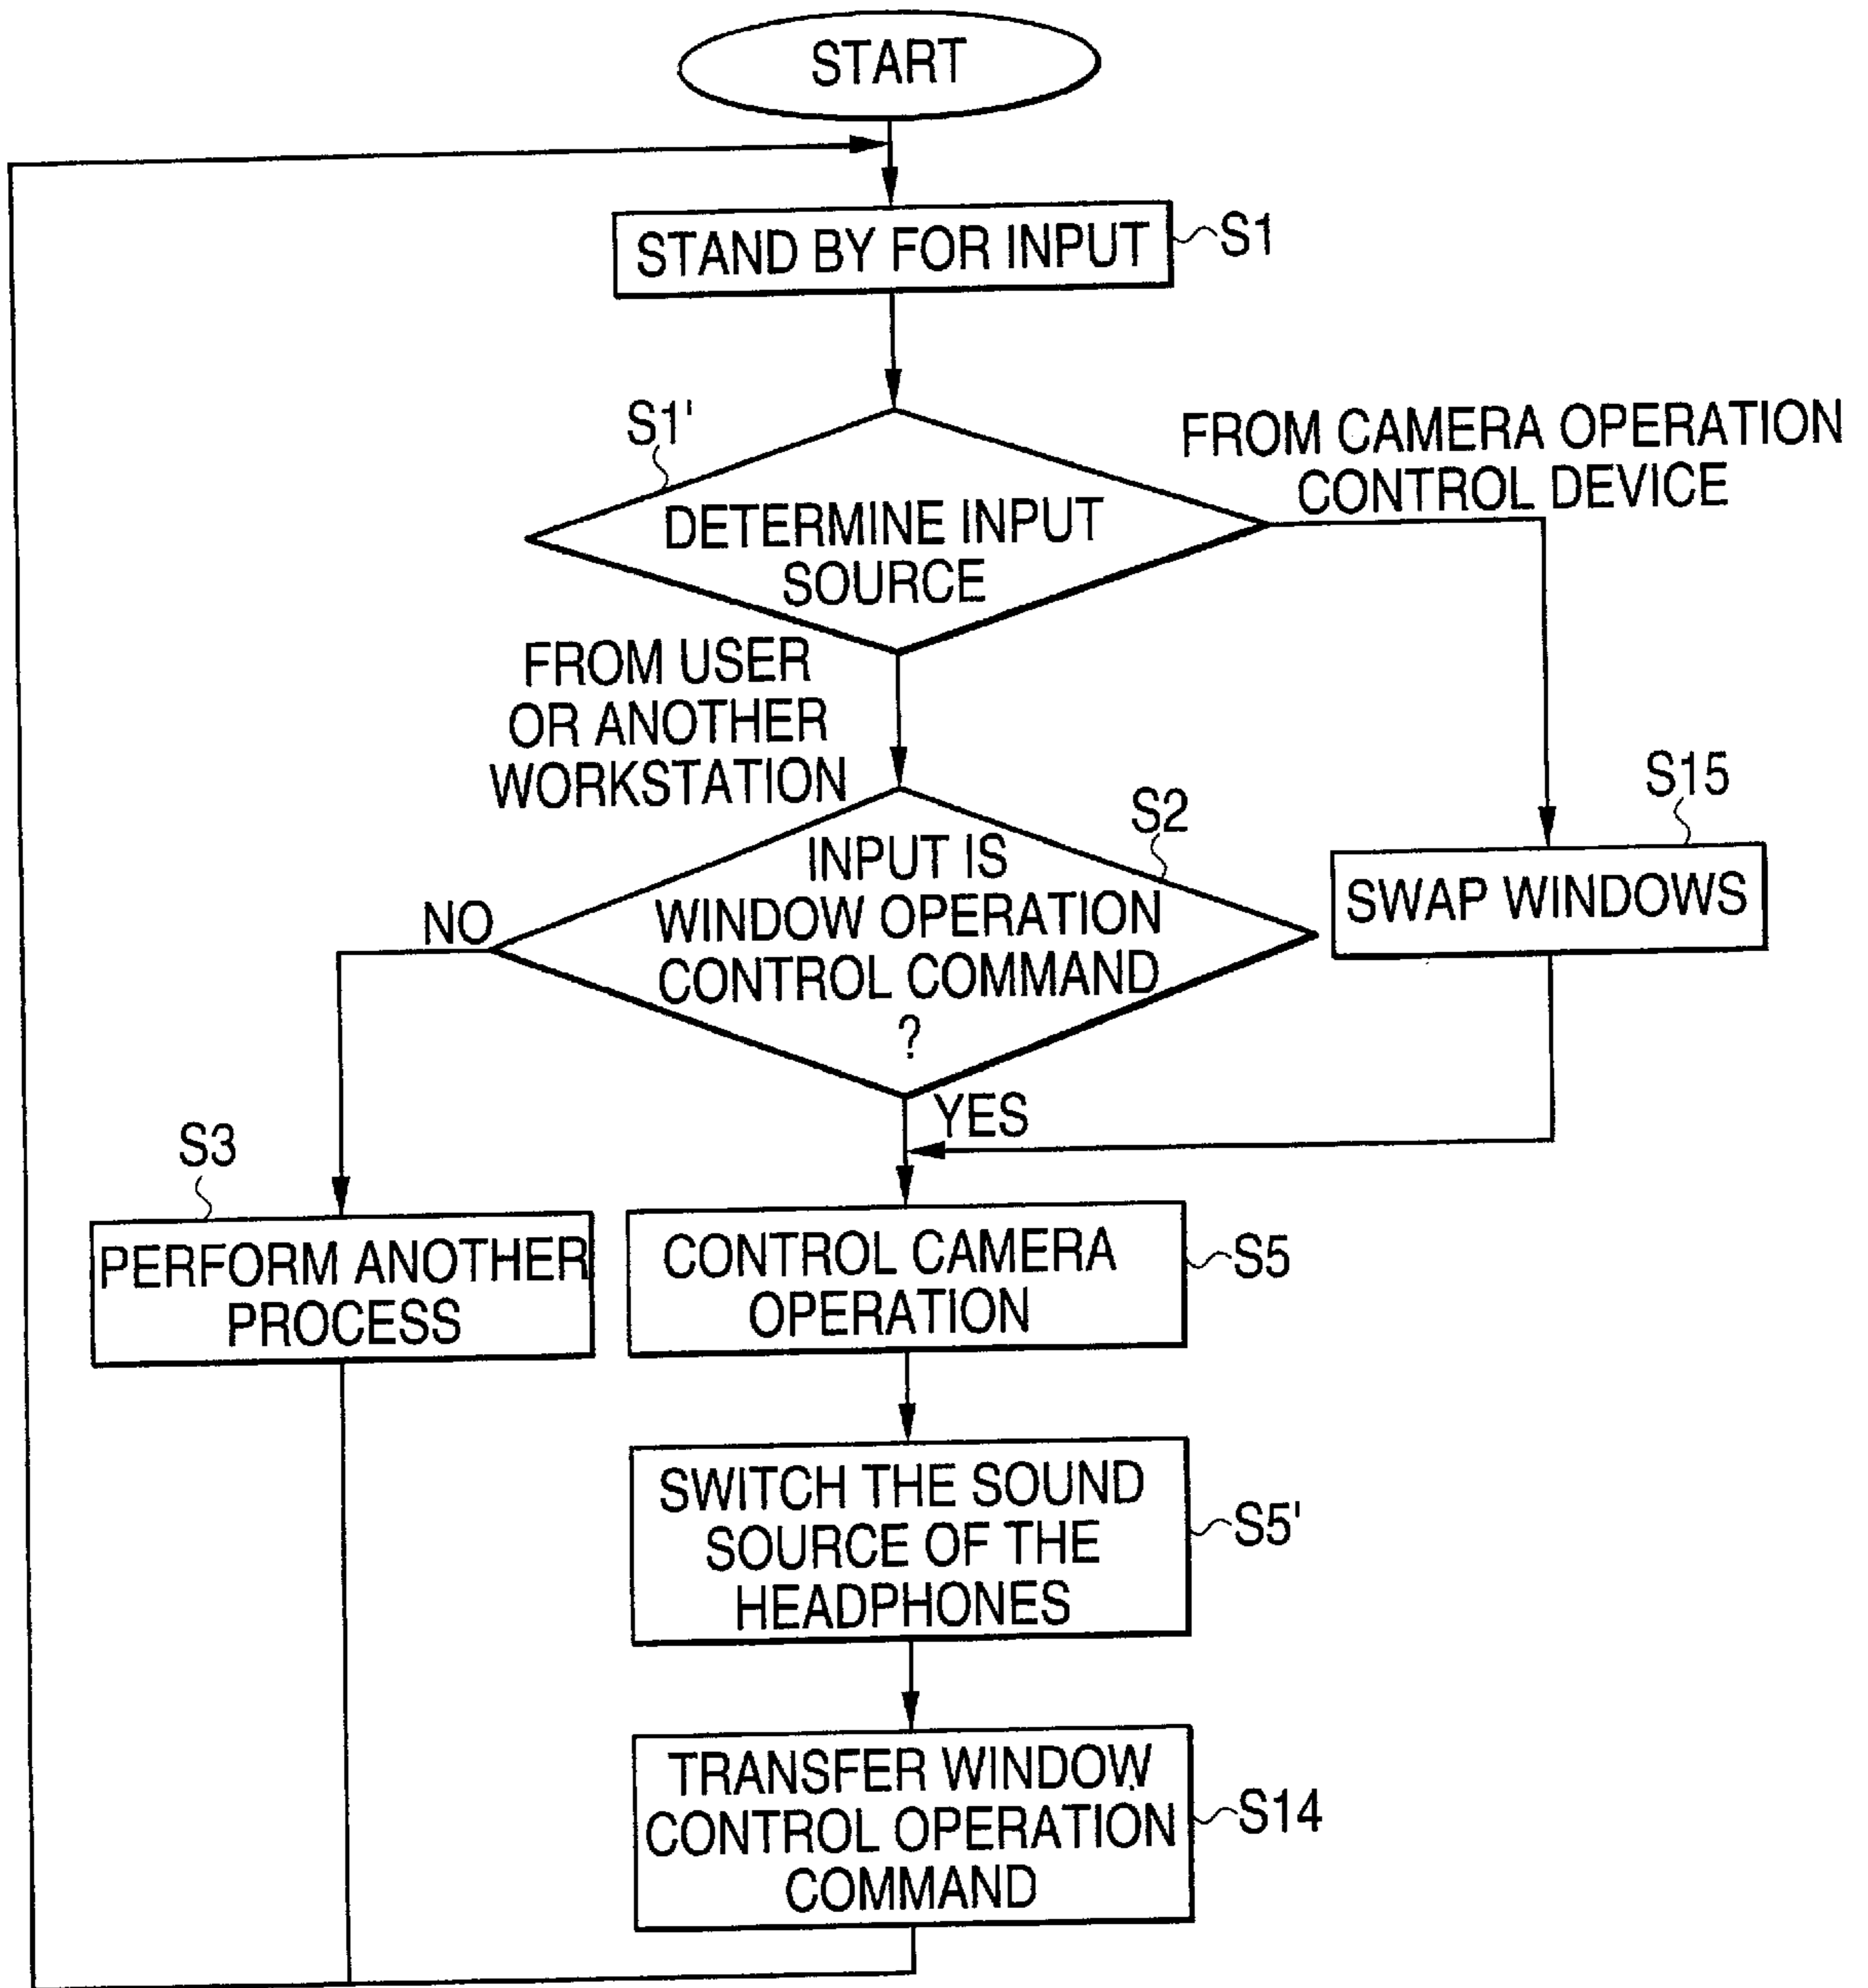 START
STAND BY FOR INPUT
S1
S1'
FROM CAMERA OPERATION
CONTROL DEVICE
DETERMINE INPUT
SOURCE
FROM USER
OR ANOTHER
WORKSTATION
S2
S15
INPUT IS
WINDOW OPERATION
CONTROL COMMAND
?
NO
SWAP WINDOWS
YES
S3
PERFORM ANOTHER
PROCESS
CONTROL CAMERA
OPERATION
S5
SWITCH THE SOUND
SOURCE OF THE
HEADPHONES
S5'
TRANSFER WINDOW
CONTROL OPERATION
COMMAND
S14